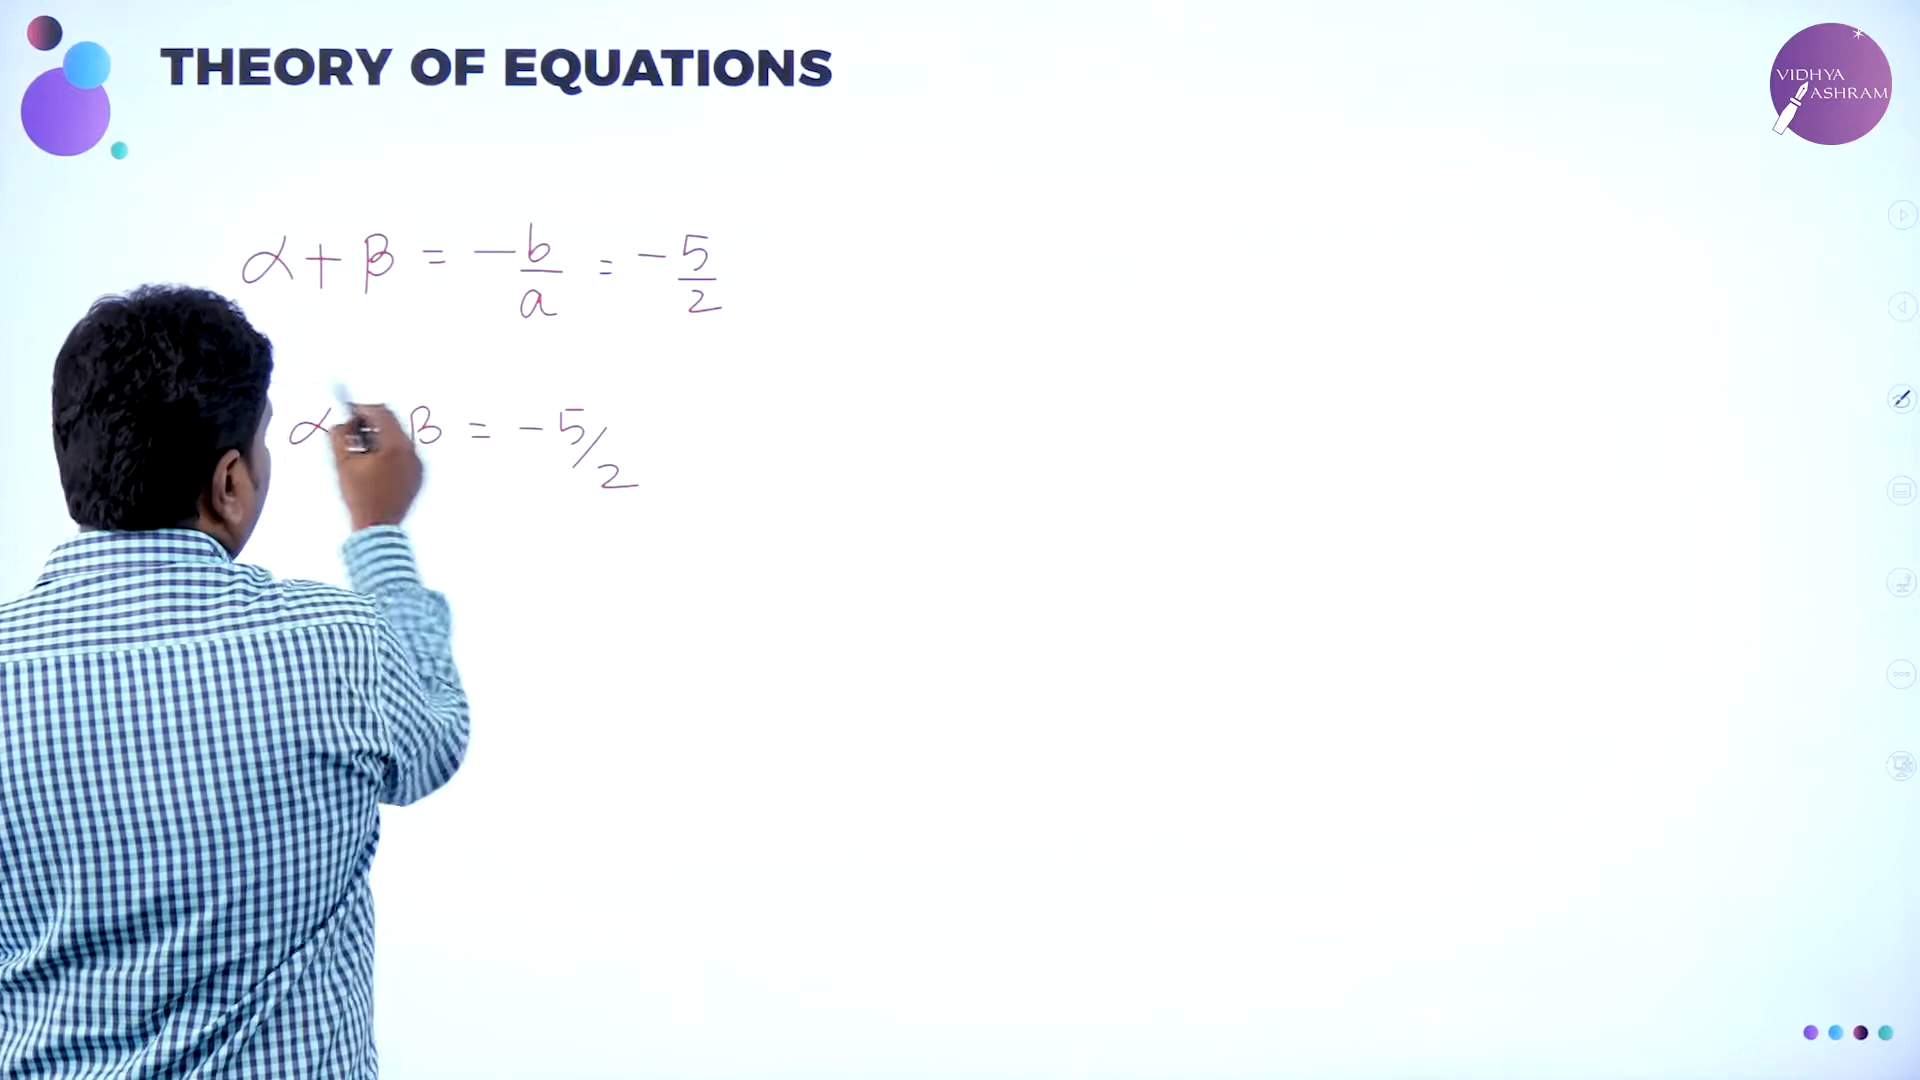 THEORY OF EQUATIONS
VIDHYA
ASHRAM
α + β = -b/a = -5/2
α β = -5/2